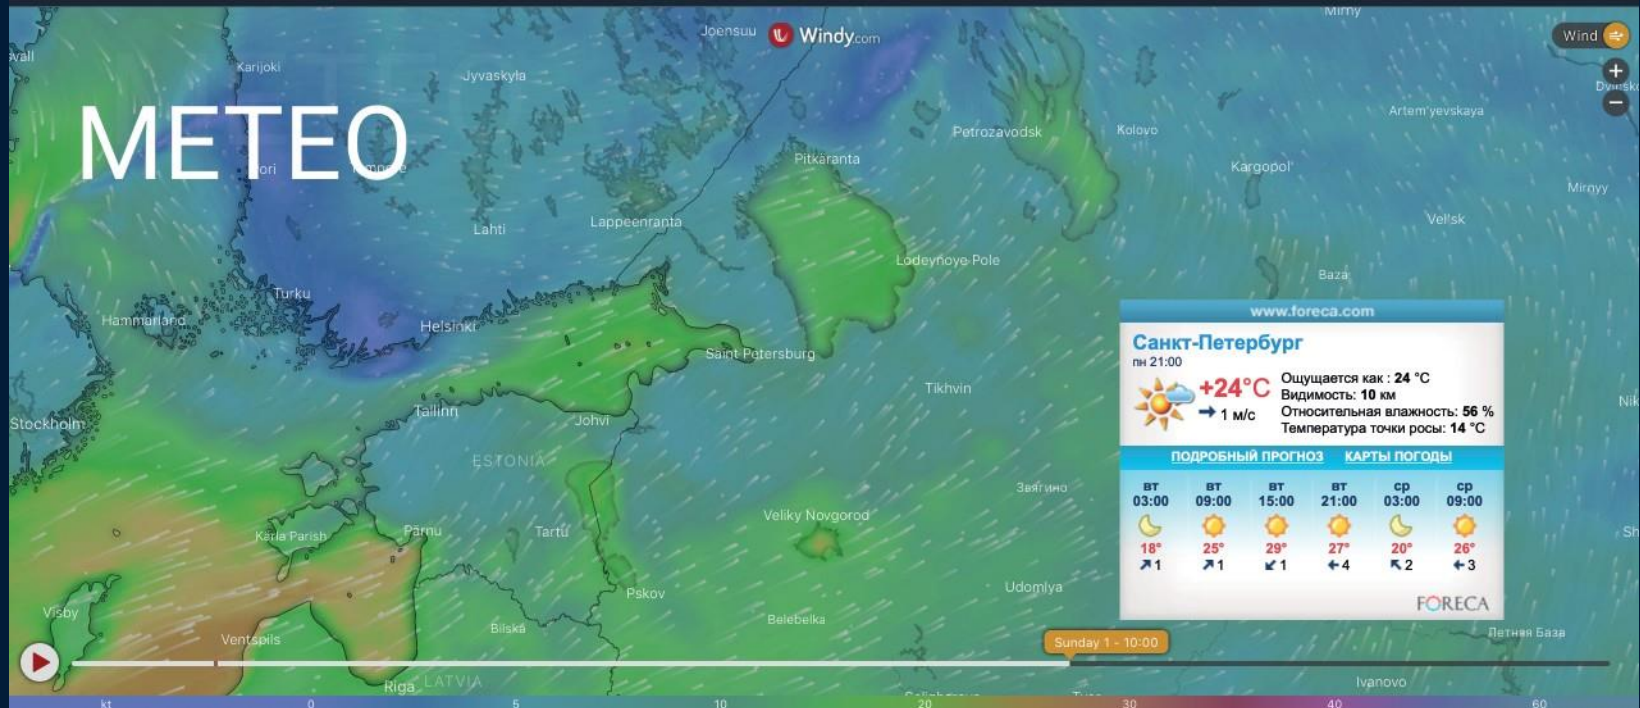 Mirny
Joensuu
Windy.com
Wind
vall
Karijoki
Jyvaskyla
METEO
Artem'yevskaya
Petrozavodsk
Kolovo
Pitkäranta
Kargopol'
Mirnyy
Lappeenranta
Lahti
Vel'sk
Lodeynoye Pole
Baza
Turku
Hammarland
Helsinki
Saint Petersburg
Tikhvin
Tallinn
Johvi
Stockholm
ESTONIA
Звягино
Veliky Novgorod
Karla Parish
Pärnu
Tartu
Pskov
Udomlya
Visby
Belebelka
Bilska
Ventspils
Летняя База
Riga
LATVIA
Ivanovo
www.foreca.com
Санкт-Петербург
пн 21:00
+24°C
1 м/с
Ощущается как : 24 °C
Видимость: 10 км
Относительная влажность: 56 %
Температура точки росы: 14 °C
ПОДРОБНЫЙ ПРОГНОЗ КАРТЫ ПОГОДЫ
вт вт вт вт ср ср
03:00 09:00 15:00 21:00 03:00 09:00
18° 25° 29° 27° 20° 26°
1 1 1 4 2 3
FORECA
Sunday 1 - 10:00
kt 0 5 10 20 30 40 60